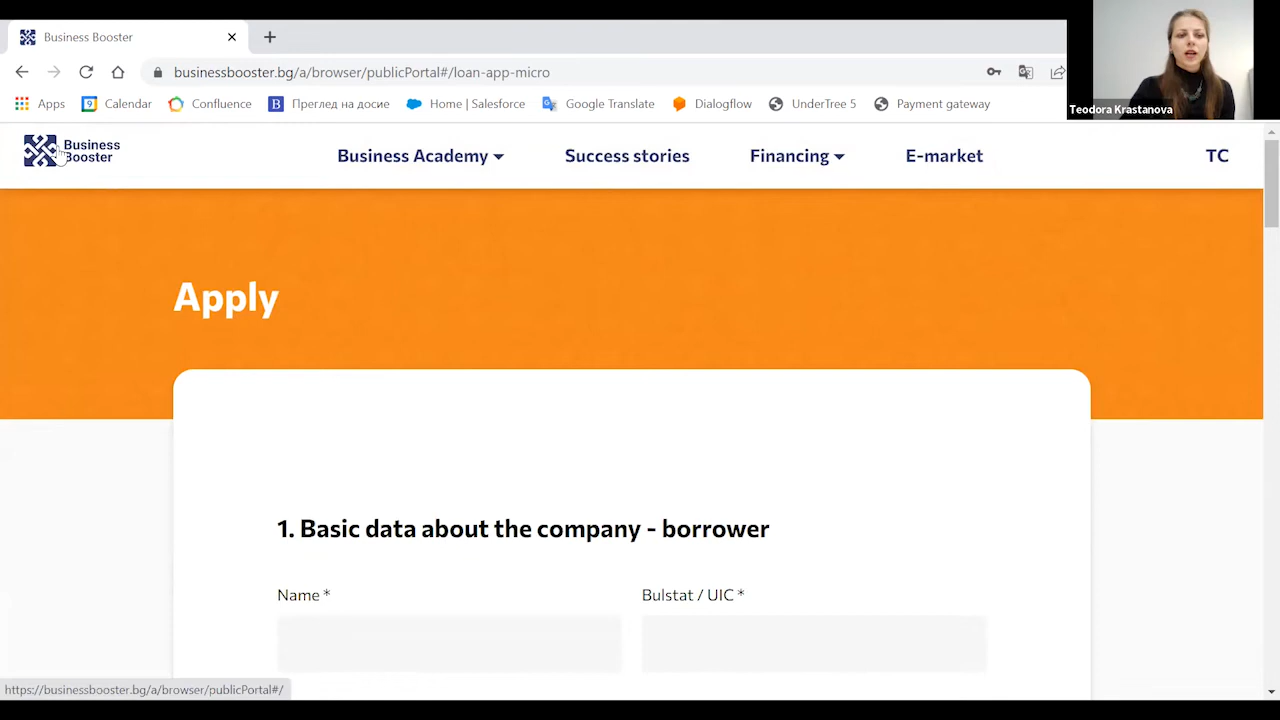 Business Booster
businessbooster.bg/a/browser/publicPortal#/loan-app-micro
Apps
Calendar
Confluence
B
Преглед на досие
Home | Salesforce
Google Translate
Dialogflow
UnderTree 5
Payment gateway
Teodora Krastanova
Business
Booster
Business Academy
Success stories
Financing
E-market
TC
Apply
1. Basic data about the company - borrower
Name *
Bulstat / UIC *
https://businessbooster.bg/a/browser/publicPortal#/